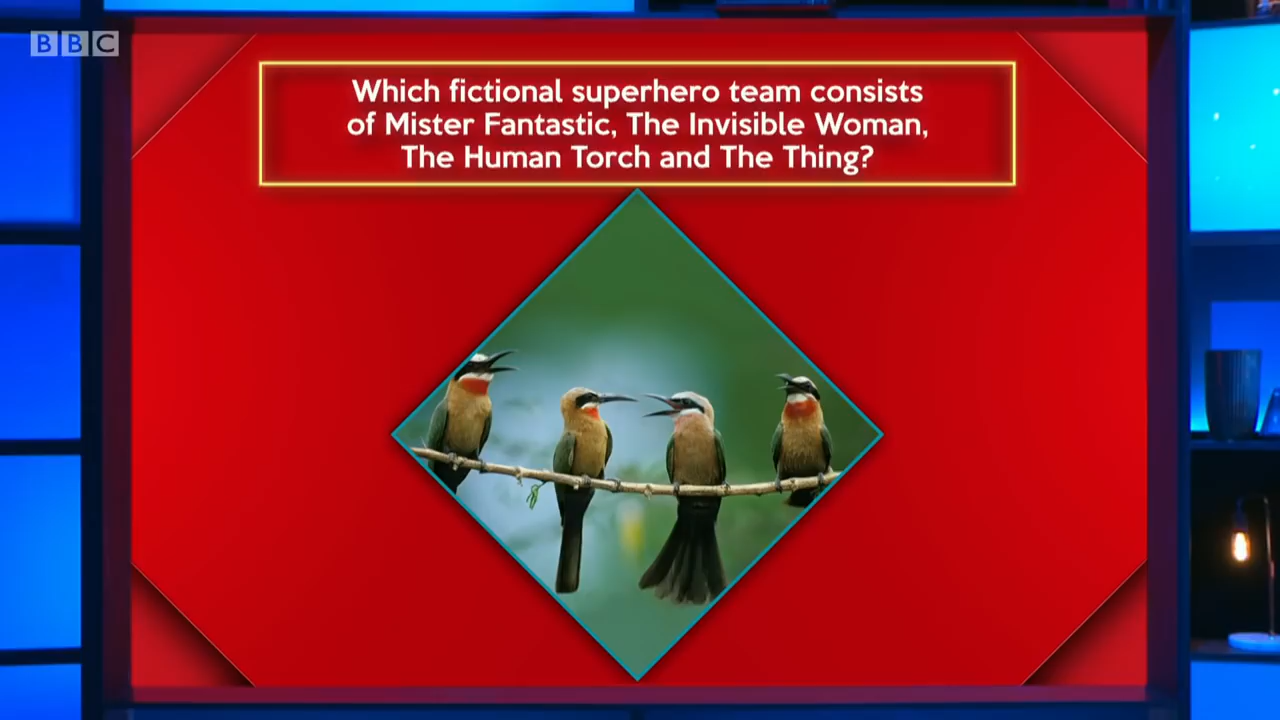 BBC
Which fictional superhero team consists
of Mister Fantastic, The Invisible Woman,
The Human Torch and The Thing?